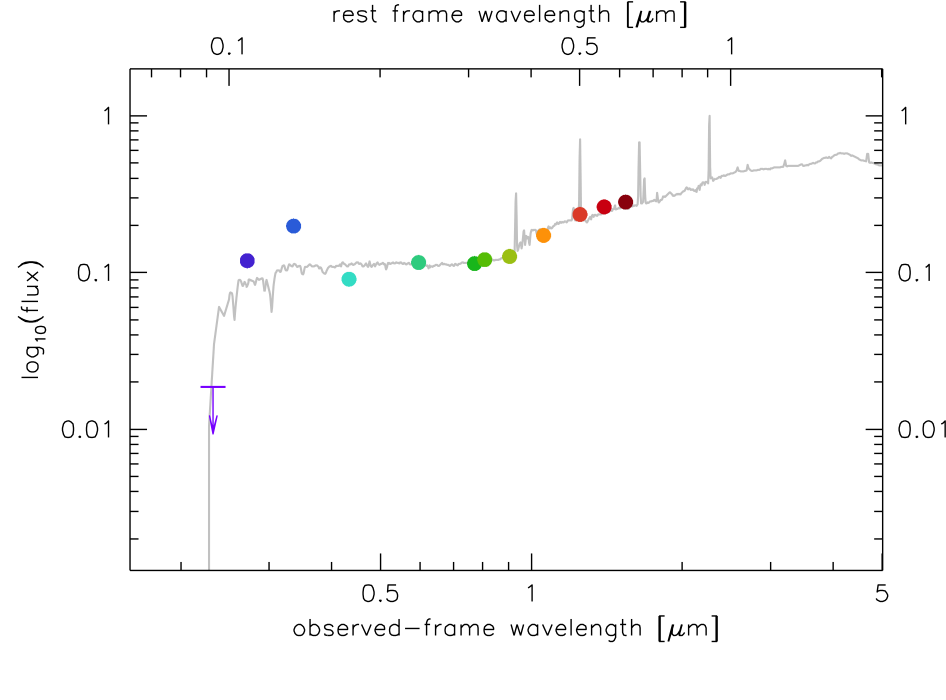 rest frame wavelength [μm]
0.1 0.5 1
1 1
0.1 0.1
log10(flux)
0.01 0.01
0.5 1 5
observed-frame wavelength [μm]